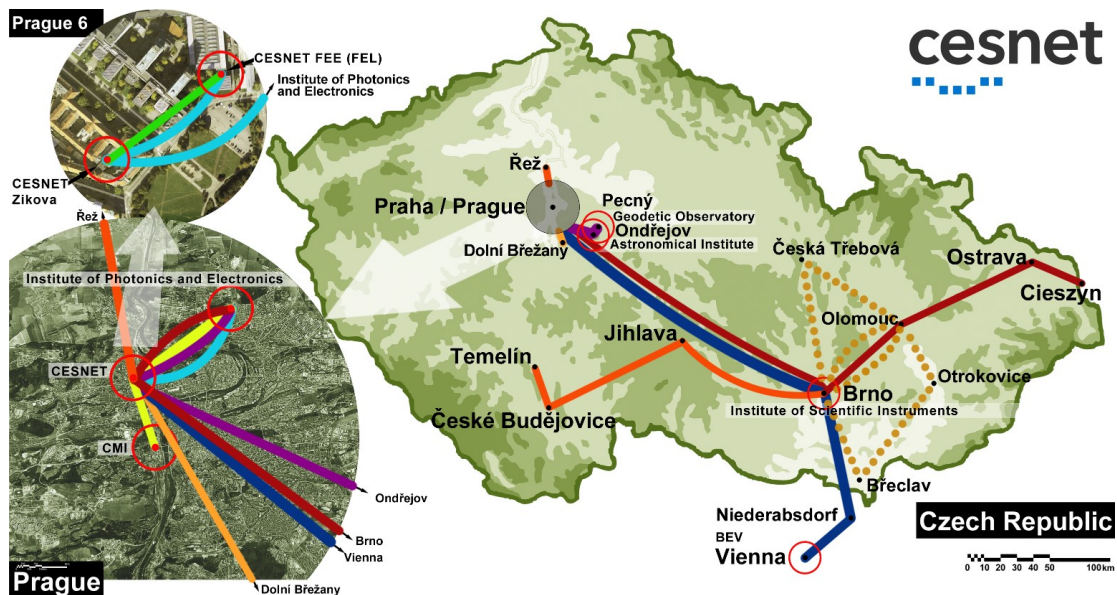 Prague 6
CESNET FEE (FEL)
Institute of Photonics
and Electronics
CESNET
Zikova
Řež
Institute of Photonics and Electronics
CESNET
CMI
Ondřejov
Brno
Vienna
Dolní Břežany
Prague
cesnet
Řež
Praha / Prague
Pecný
Geodetic Observatory
Ondřejov
Astronomical Institute
Dolní Břežany
Česká Třebová
Ostrava
Cieszyn
Olomouc
Jihlava
Temelín
Otrokovice
Brno
Institute of Scientific Instruments
České Budějovice
Břeclav
Niederabsdorf
BEV
Vienna
Czech Republic
0 5 10 20 30 40 50 100km